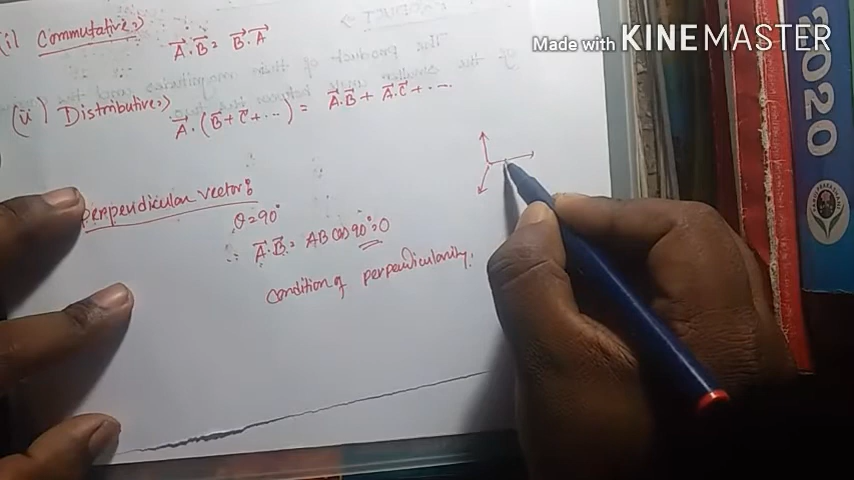 Made with KINEMASTER
(i) Commutative:→ A⃗.B⃗ = B⃗.A⃗
(ii) Distributive:→ A⃗.(B⃗+C⃗+...) = A⃗.B⃗ + A⃗.C⃗ + ...
perpendicular vector:
θ=90°
∴ A⃗.B⃗ = AB cos 90° = 0
Condition of perpendicularity.
2020